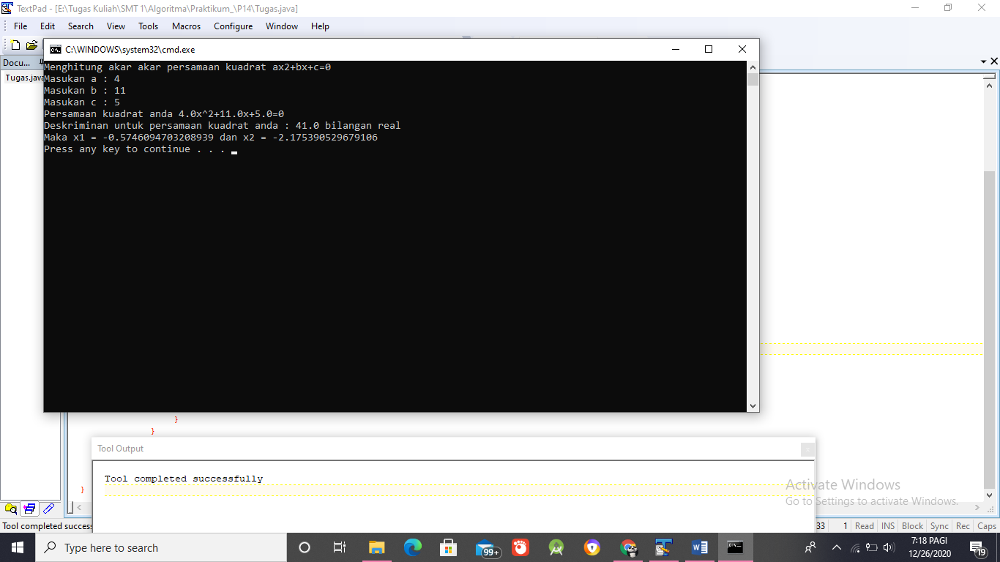 TextPad - [E:\Tugas Kuliah\SMT 1\Algoritma\Praktikum_\P14\Tugas.java]
File Edit Search View Tools Macros Configure Window Help
C:\WINDOWS\system32\cmd.exe
Docu...
Tugas.java
Menghitung akar akar persamaan kuadrat ax2+bx+c=0
Masukan a : 4
Masukan b : 11
Masukan c : 5
Persamaan kuadrat anda 4.0x^2+11.0x+5.0=0
Deskriminan untuk persamaan kuadrat anda : 41.0 bilangan real
Maka x1 = -0.5746094703208939 dan x2 = -2.175390529679106
Press any key to continue . . .
}
}
Tool Output
Tool completed successfully
}
Activate Windows
Go to Settings to activate Windows.
Tool completed success
33 1 Read INS Block Sync Rec Caps
Type here to search
99+
7:18 PAGI
12/26/2020
19